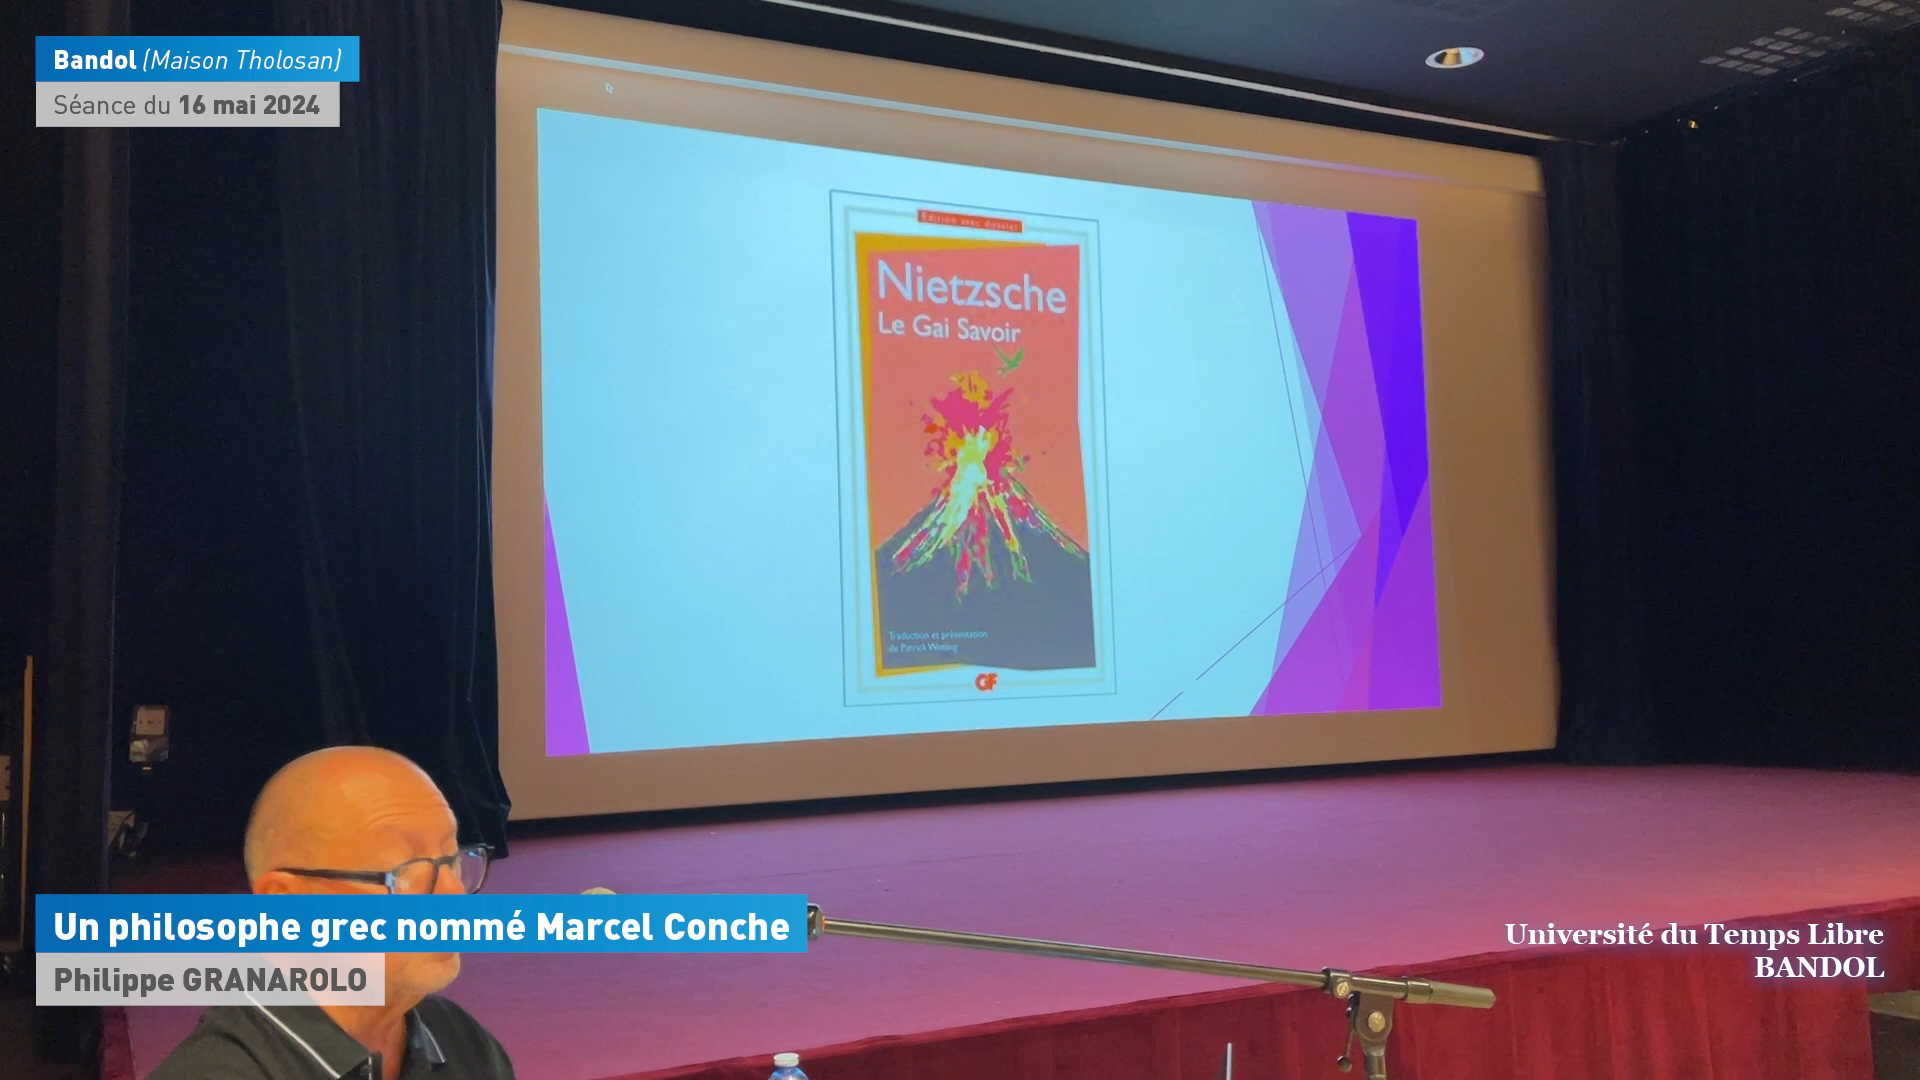 Bandol (Maison Tholosan)
Séance du 16 mai 2024
Edition avec dossier
Nietzsche
Le Gai Savoir
Traduction et présentation
de Patrick Wotling
GF
Un philosophe grec nommé Marcel Conche
Philippe GRANAROLO
Université du Temps Libre
BANDOL